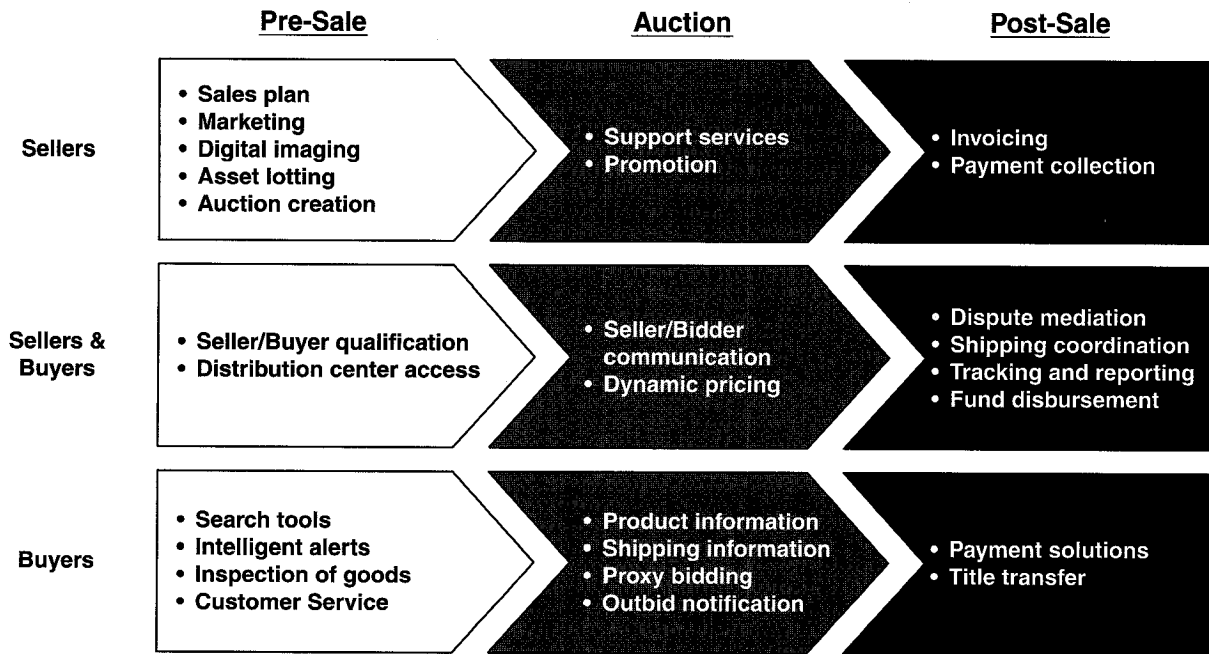 Pre-Sale
Auction
Post-Sale
Sellers
• Sales plan
• Marketing
• Digital imaging
• Asset lotting
• Auction creation
• Support services
• Promotion
• Invoicing
• Payment collection
Sellers &
Buyers
• Seller/Buyer qualification
• Distribution center access
• Seller/Bidder
communication
• Dynamic pricing
• Dispute mediation
• Shipping coordination
• Tracking and reporting
• Fund disbursement
Buyers
• Search tools
• Intelligent alerts
• Inspection of goods
• Customer Service
• Product information
• Shipping information
• Proxy bidding
• Outbid notification
• Payment solutions
• Title transfer